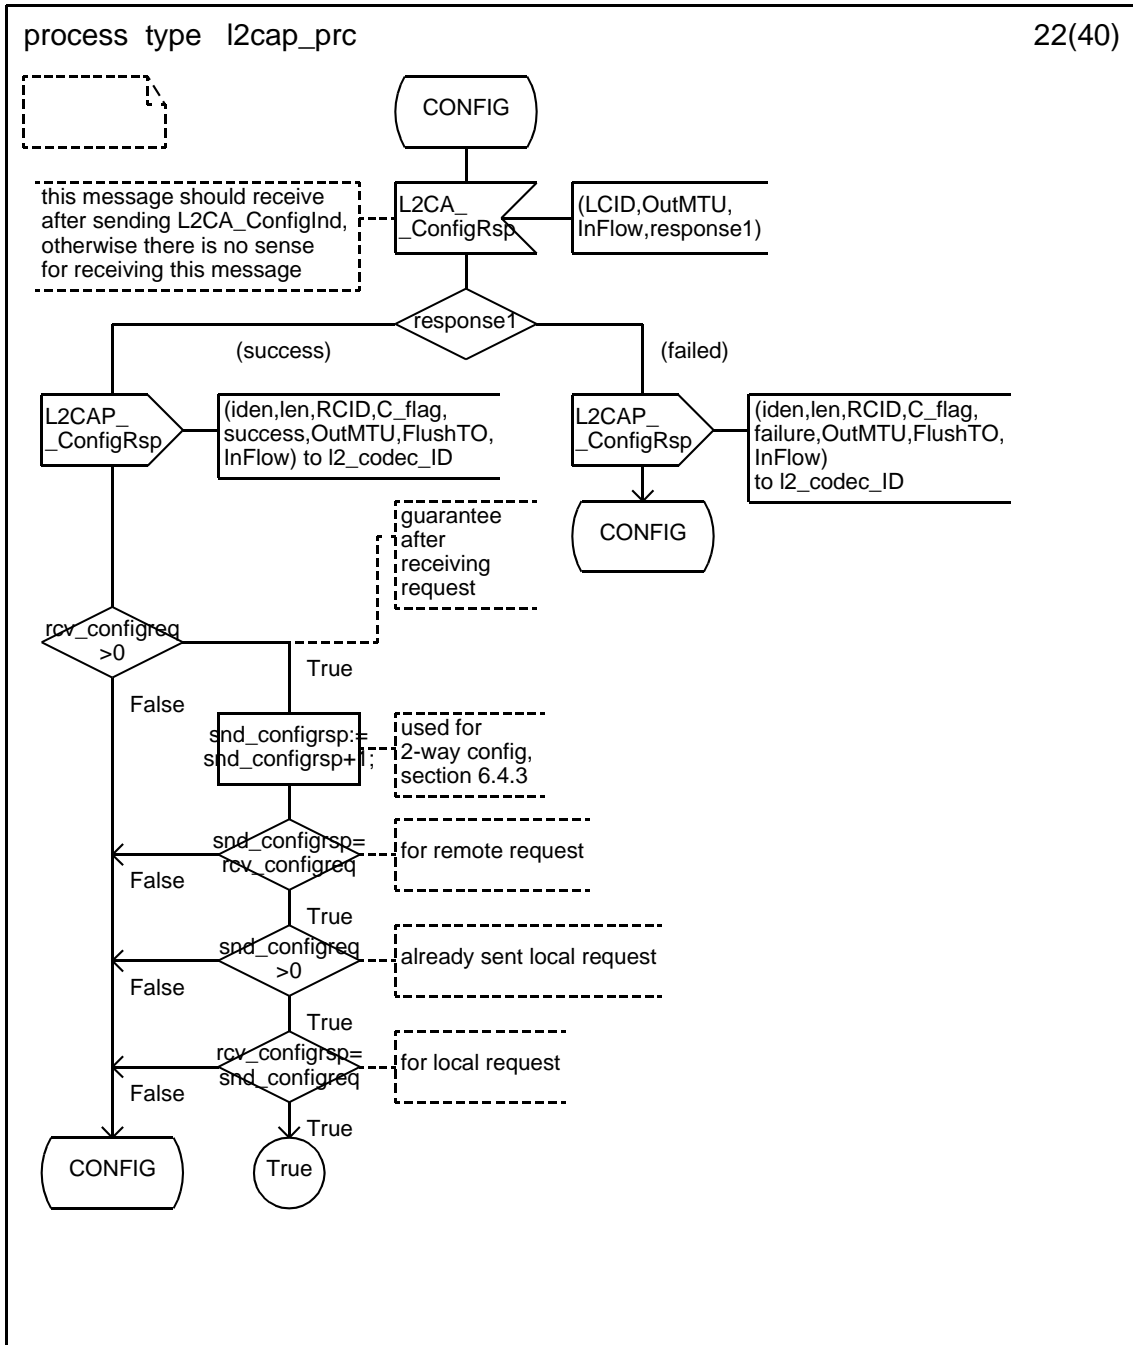 process type l2cap_prc
22(40)
CONFIG
this message should receive
after sending L2CA_ConfigInd,
otherwise there is no sense
for receiving this message
L2CA_
_ConfigRsp
(LCID,OutMTU,
InFlow,response1)
response1
(success)
(failed)
L2CAP_
_ConfigRsp
(iden,len,RCID,C_flag,
success,OutMTU,FlushTO,
InFlow) to l2_codec_ID
L2CAP_
_ConfigRsp
(iden,len,RCID,C_flag,
failure,OutMTU,FlushTO,
InFlow)
to l2_codec_ID
guarantee
after
receiving
request
CONFIG
rcv_configreq
>0
True
False
snd_configrsp:=
snd_configrsp+1;
used for
2-way config,
section 6.4.3
snd_configrsp=
rcv_configreq
for remote request
False
True
snd_configreq
>0
already sent local request
False
True
rcv_configrsp=
snd_configreq
for local request
False
True
CONFIG
True